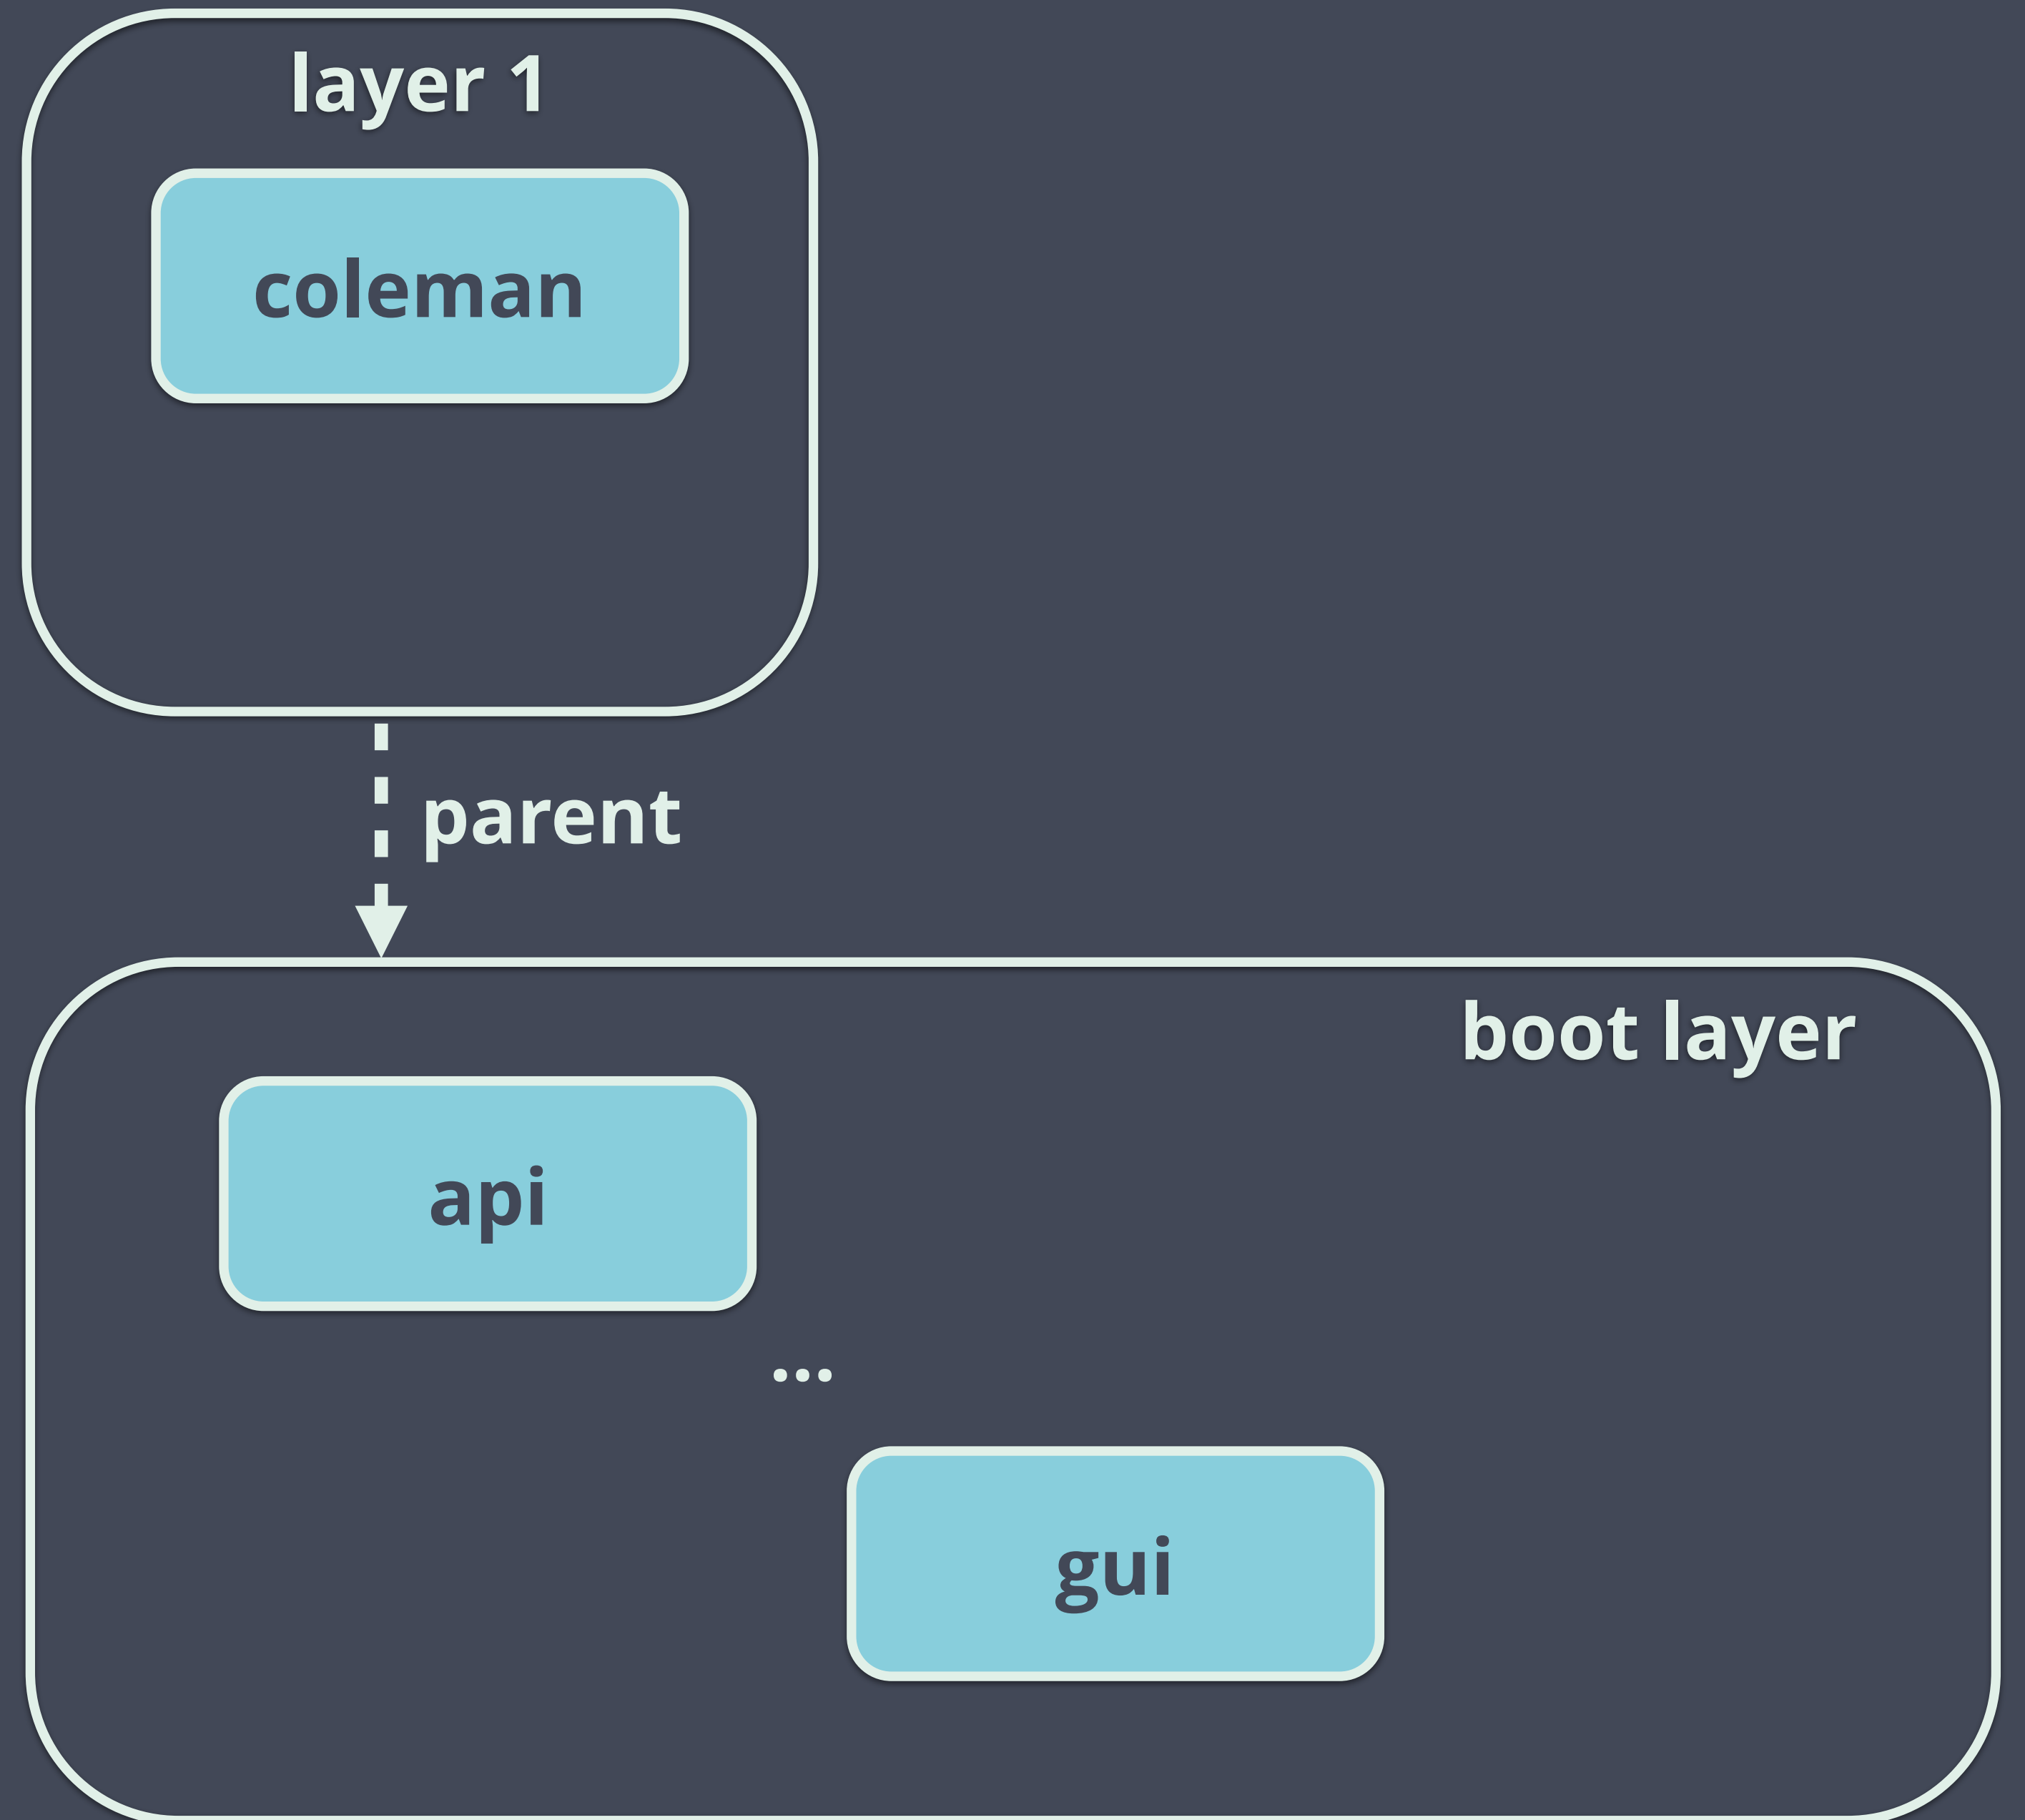 layer 1
coleman
parent
boot layer
api
...
gui